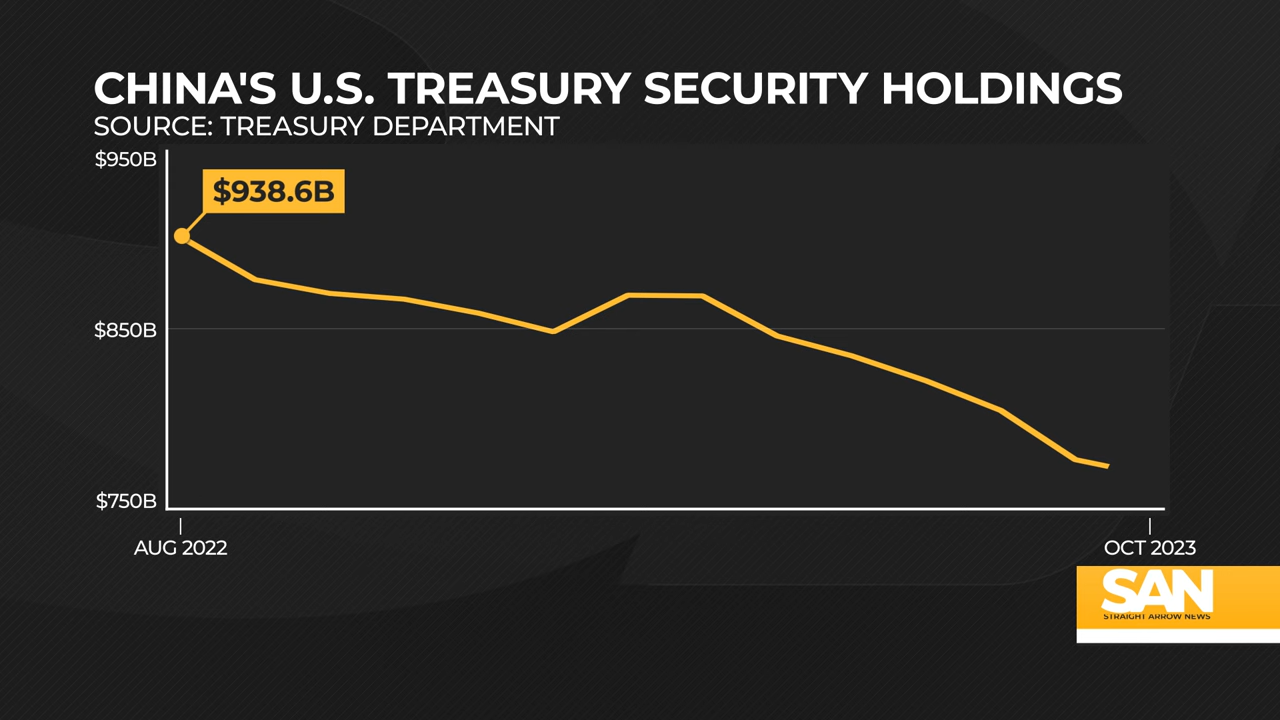 CHINA'S U.S. TREASURY SECURITY HOLDINGS
SOURCE: TREASURY DEPARTMENT
$950B
$938.6B
$850B
$750B
AUG 2022
OCT 2023
SAN
STRAIGHT ARROW NEWS